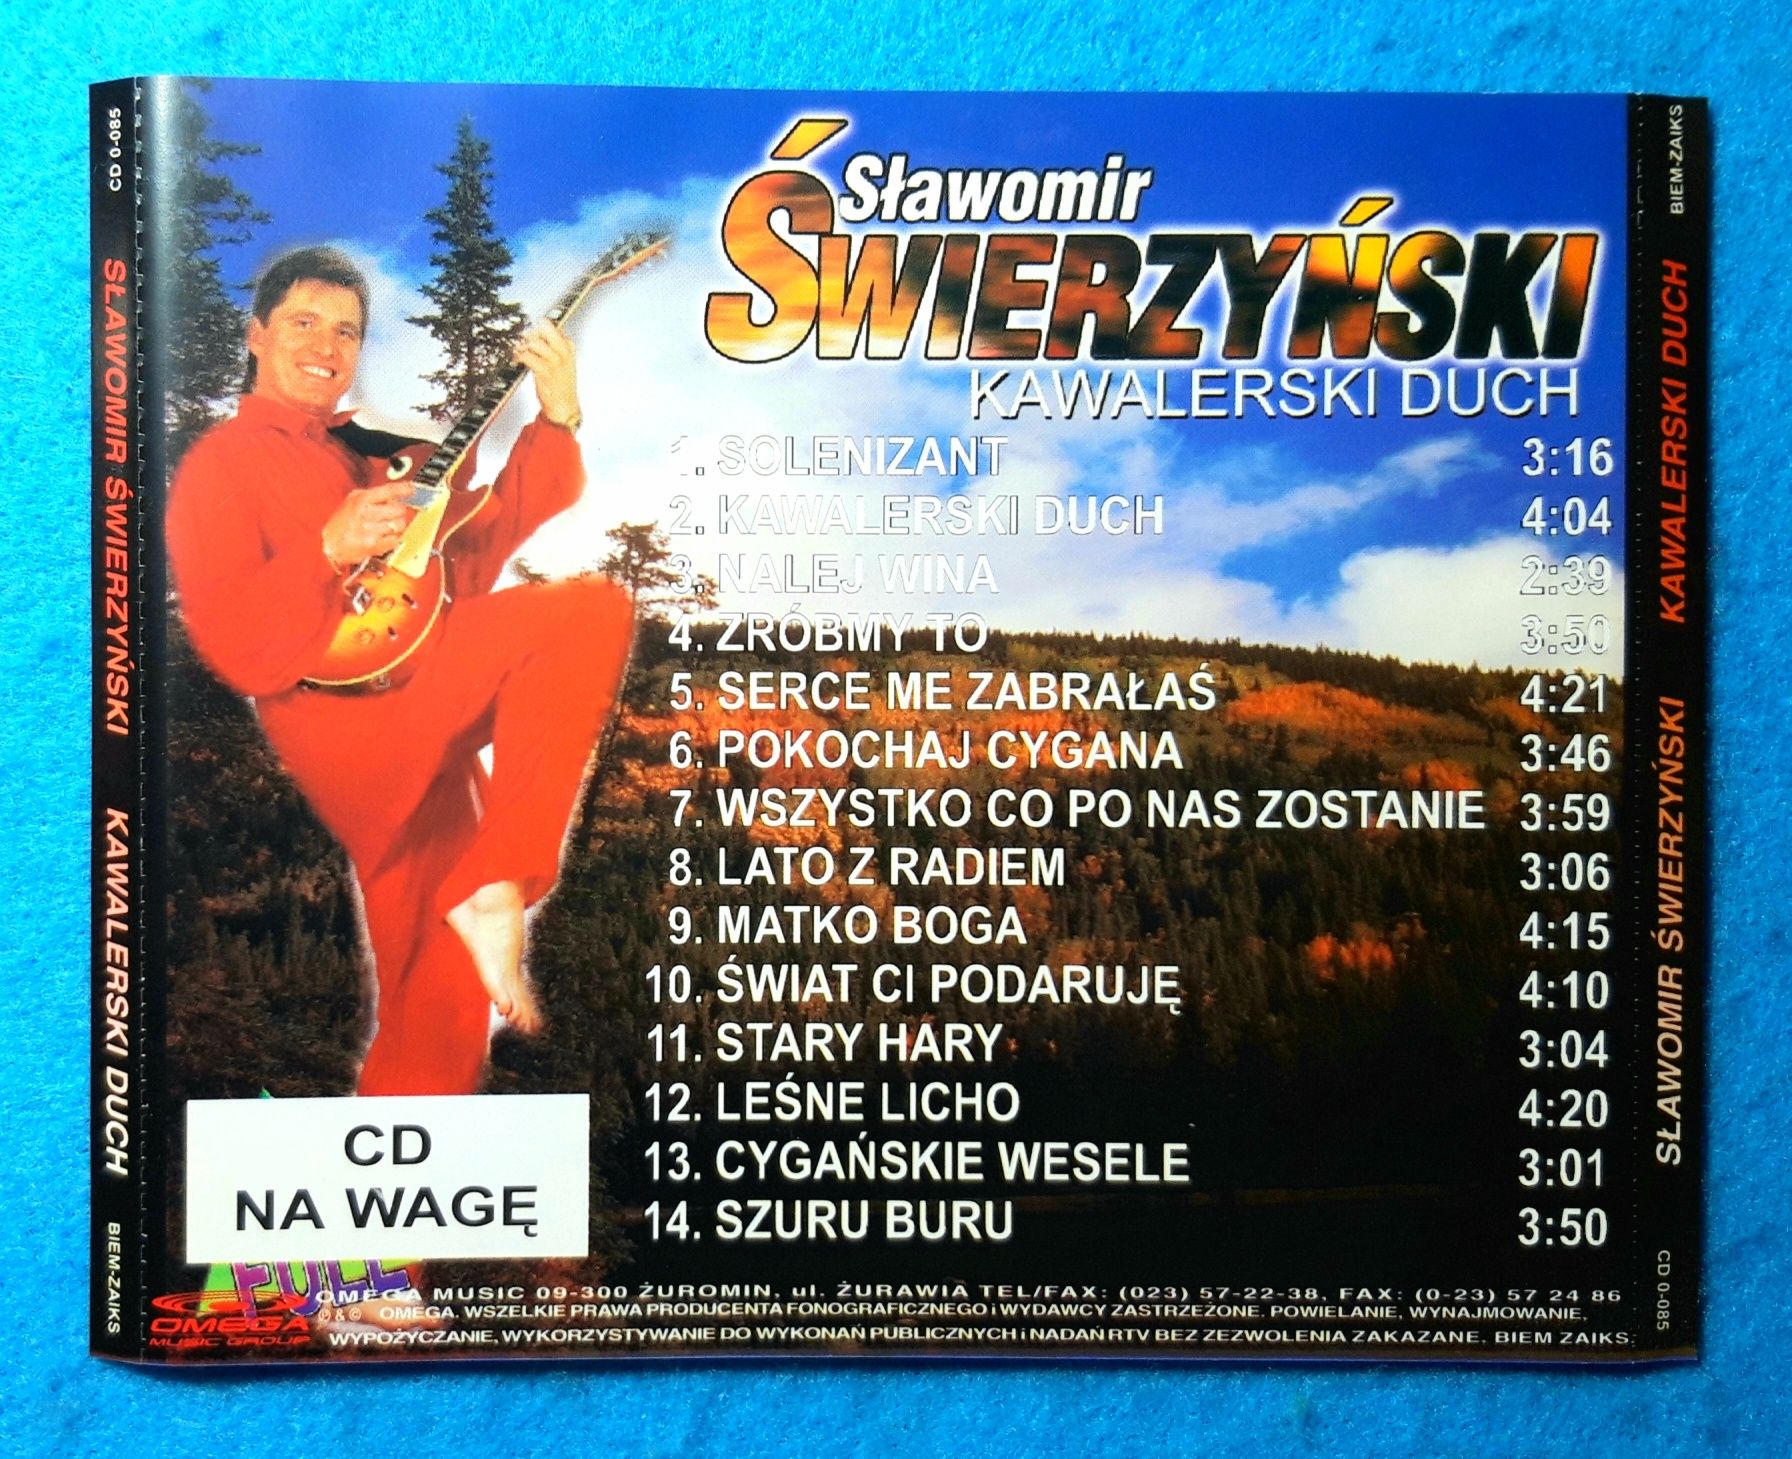 CD 0-085
SŁAWOMIR ŚWIERZYŃSKI KAWALERSKI DUCH
BIEM-ZAIKS
Sławomir
ŚWIERZYŃSKI
KAWALERSKI DUCH
1. SOLENIZANT 3:16
2. KAWALERSKI DUCH 4:04
3. NALEJ WINA 2:39
4. ZRÓBMY TO 3:50
5. SERCE ME ZABRAŁAŚ 4:21
6. POKOCHAJ CYGANA 3:46
7. WSZYSTKO CO PO NAS ZOSTANIE 3:59
8. LATO Z RADIEM 3:06
9. MATKO BOGA 4:15
10. ŚWIAT CI PODARUJĘ 4:10
11. STARY HARY 3:04
12. LEŚNE LICHO 4:20
13. CYGAŃSKIE WESELE 3:01
14. SZURU BURU 3:50
CD
NA WAGĘ
FULL
OMEGA
MUSIC GROUP
OMEGA MUSIC 09-300 ŻUROMIN, ul. ŻURAWIA TEL/FAX: (023) 57-22-38, FAX: (0-23) 57 24 86
℗ & © OMEGA. WSZELKIE PRAWA PRODUCENTA FONOGRAFICZNEGO i WYDAWCY ZASTRZEŻONE. POWIELANIE, WYNAJMOWANIE,
WYPOŻYCZANIE, WYKORZYSTYWANIE DO WYKONAŃ PUBLICZNYCH i NADAŃ RTV BEZ ZEZWOLENIA ZAKAZANE. BIEM ZAIKS.
BIEM-ZAIKS
SŁAWOMIR ŚWIERZYŃSKI KAWALERSKI DUCH
CD 0-085